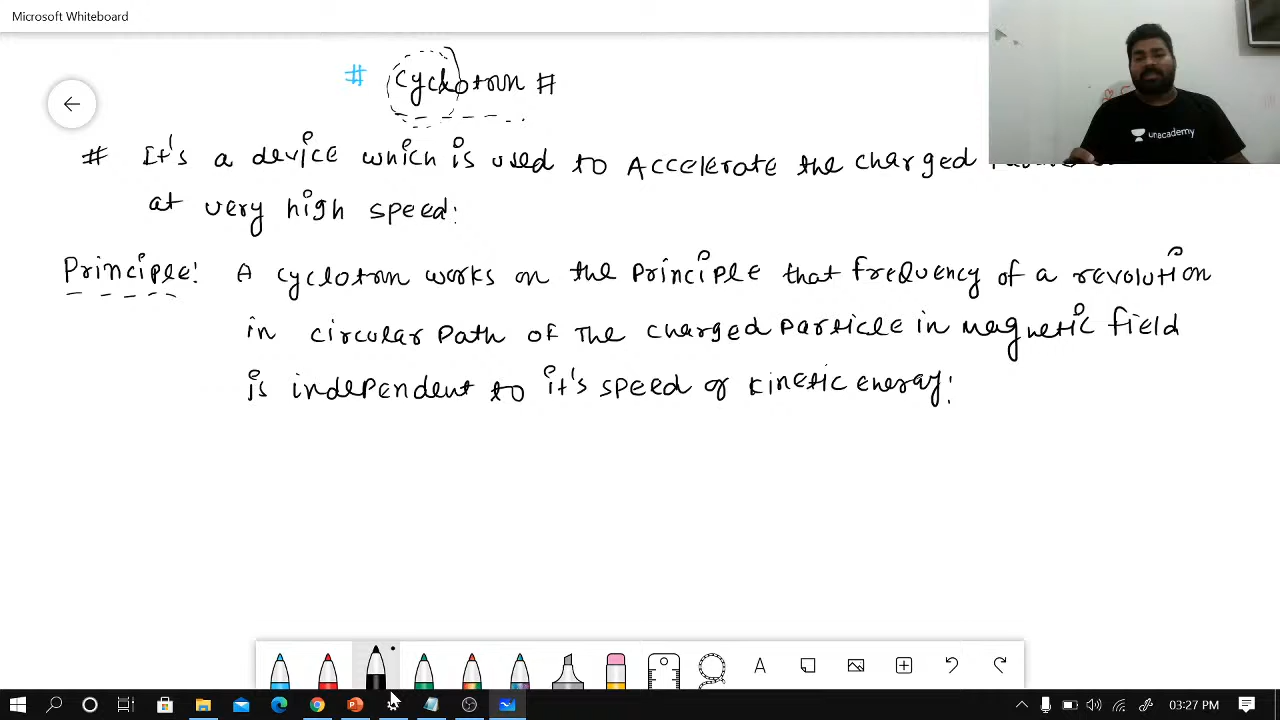 Microsoft Whiteboard
# Cyclotron #
unacademy
# It's a device which is used to Accelerate the charged
at very high speed:
Principle: A cyclotron works on the principle that frequency of a revolution
in circular path of the charged particle in magnetic field
is independent to it's speed or kinetic energy:
A
03:27 PM